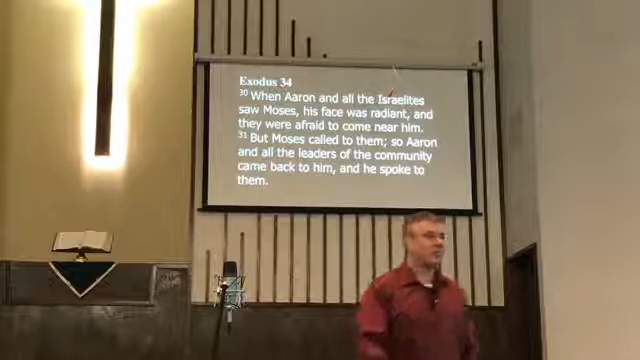 Exodus 34
30 When Aaron and all the Israelites
saw Moses, his face was radiant, and
they were afraid to come near him.
31 But Moses called to them; so Aaron
and all the leaders of the community
came back to him, and he spoke to
them.